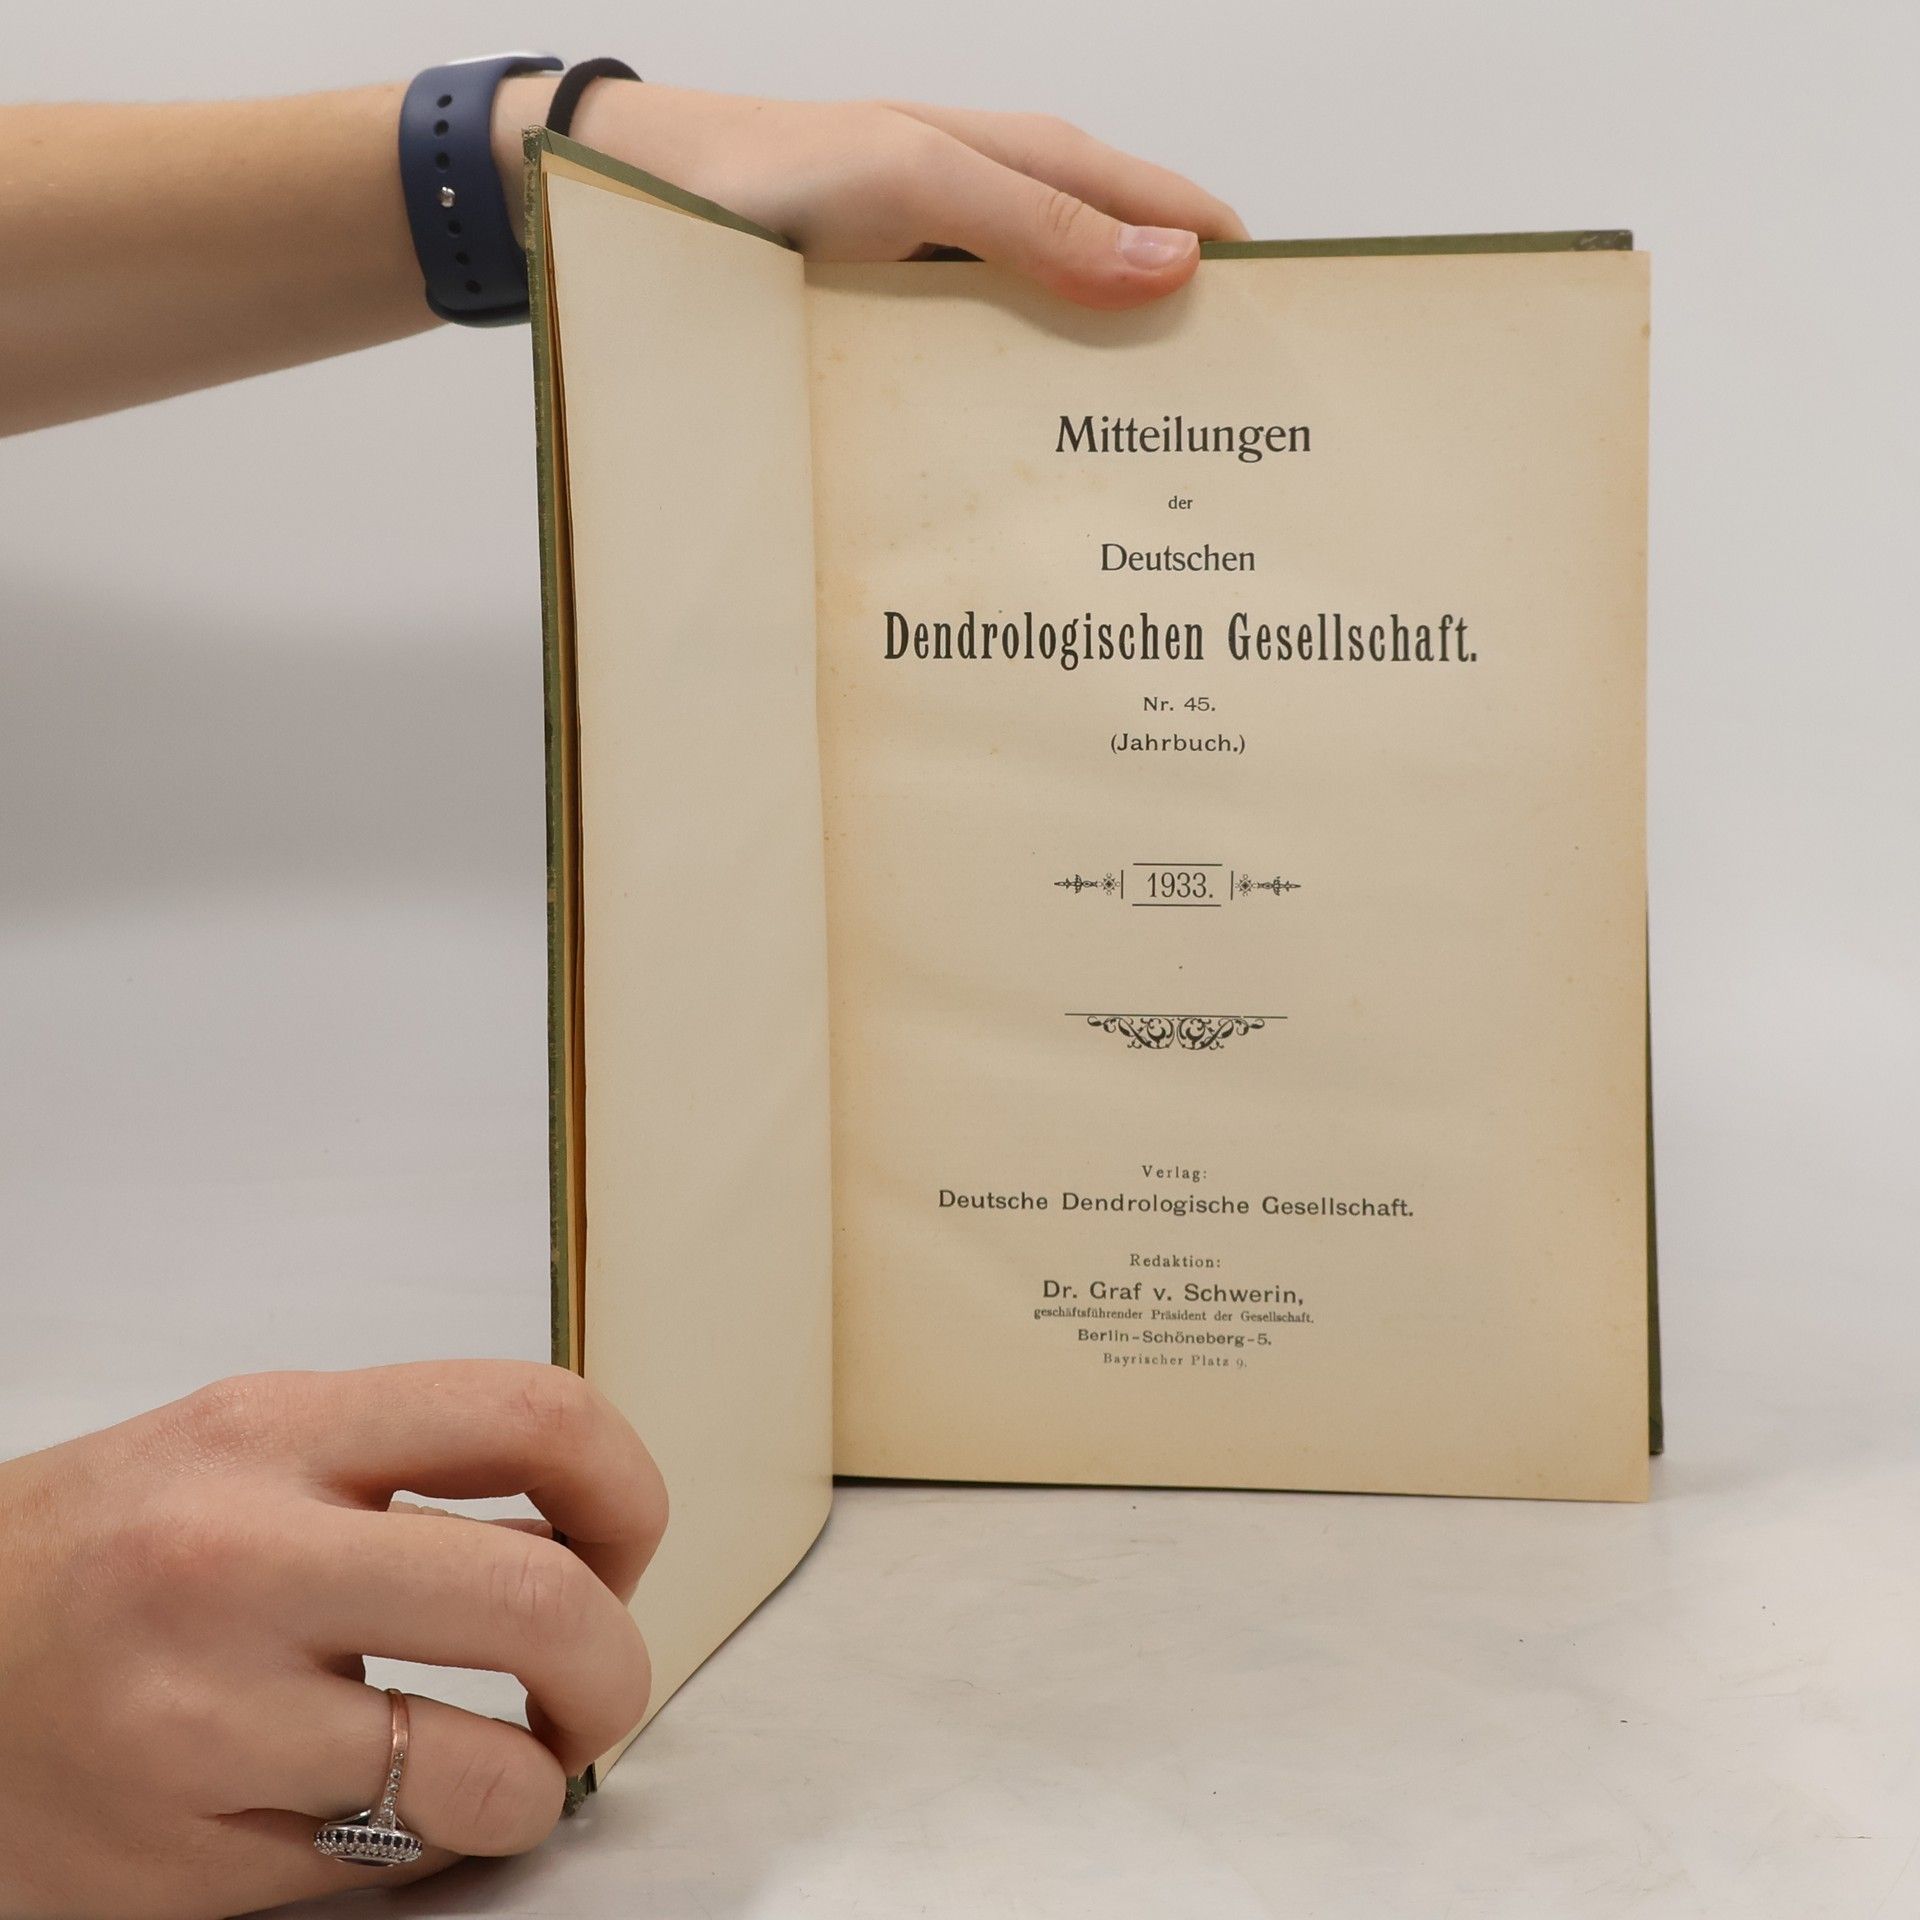 Mitteilungen
der
Deutschen
Dendrologischen Gesellschaft.
Nr. 45.
(Jahrbuch.)
1933.
Verlag:
Deutsche Dendrologische Gesellschaft.
Redaktion:
Dr. Graf v. Schwerin,
geschäftsführender Präsident der Gesellschaft.
Berlin-Schöneberg-5.
Bayrischer Platz 9.